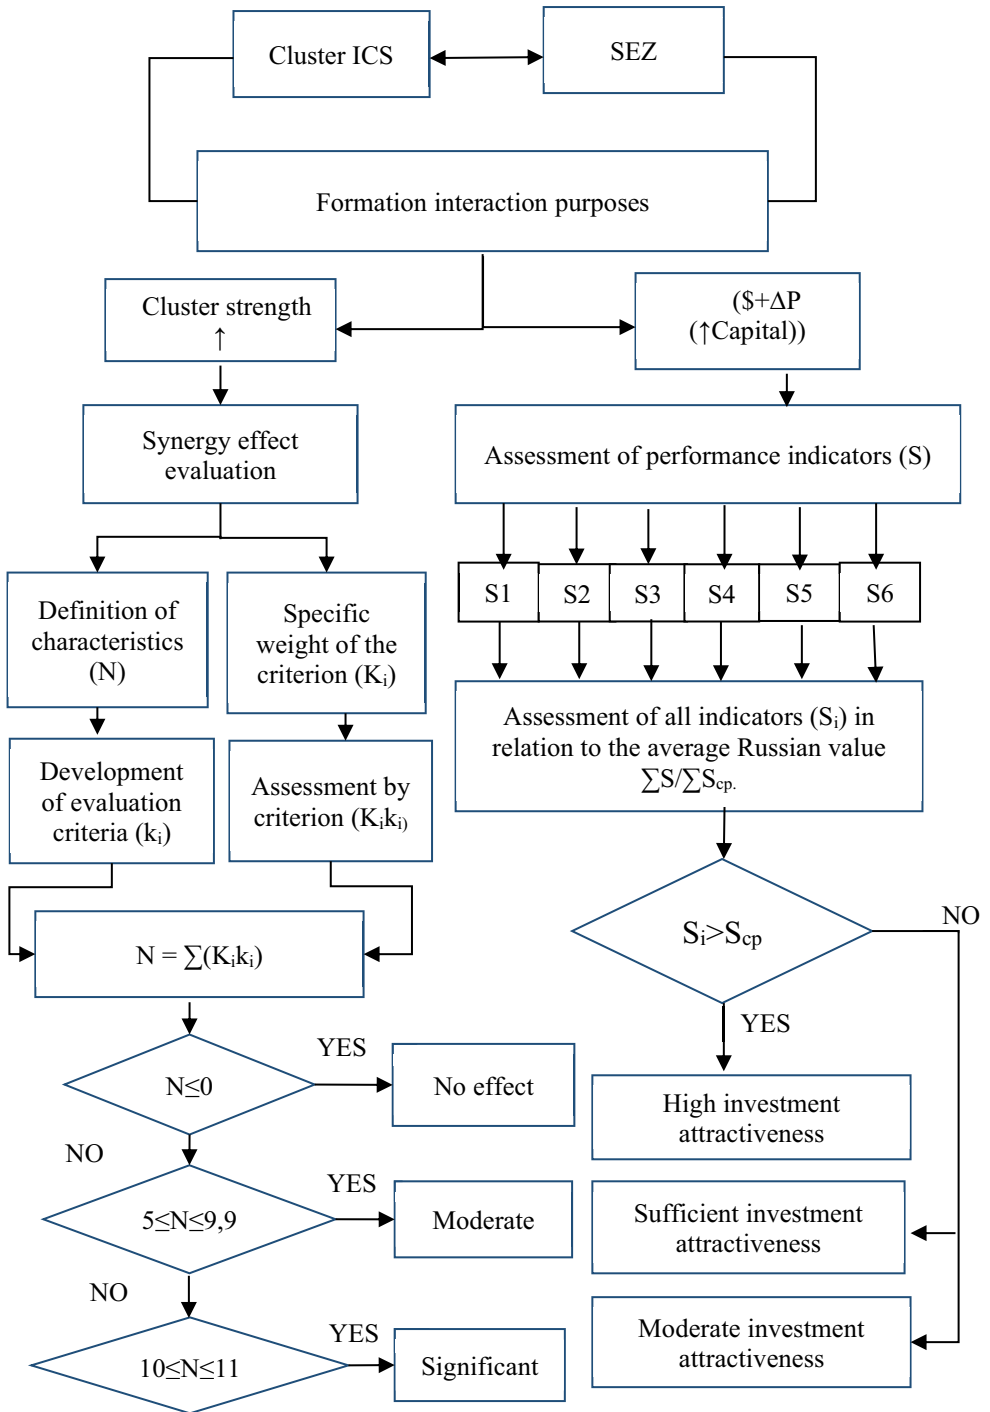 Cluster ICS
SEZ
Formation interaction purposes
Cluster strength
↑
($+ΔP
(↑Capital))
Synergy effect
evaluation
Assessment of performance indicators (S)
S1
S2
S3
S4
S5
S6
Definition of
characteristics
(N)
Specific
weight of the
criterion (Kᵢ)
Assessment of all indicators (Sᵢ) in
relation to the average Russian value
∑S/∑Scp.
Development
of evaluation
criteria (kᵢ)
Assessment by
criterion (Kᵢkᵢ)
N = ∑(Kᵢkᵢ)
Sᵢ>Scp
NO
YES
N≤0
YES
No effect
High investment
attractiveness
NO
5≤N≤9,9
YES
Moderate
Sufficient investment
attractiveness
NO
10≤N≤11
YES
Significant
Moderate investment
attractiveness